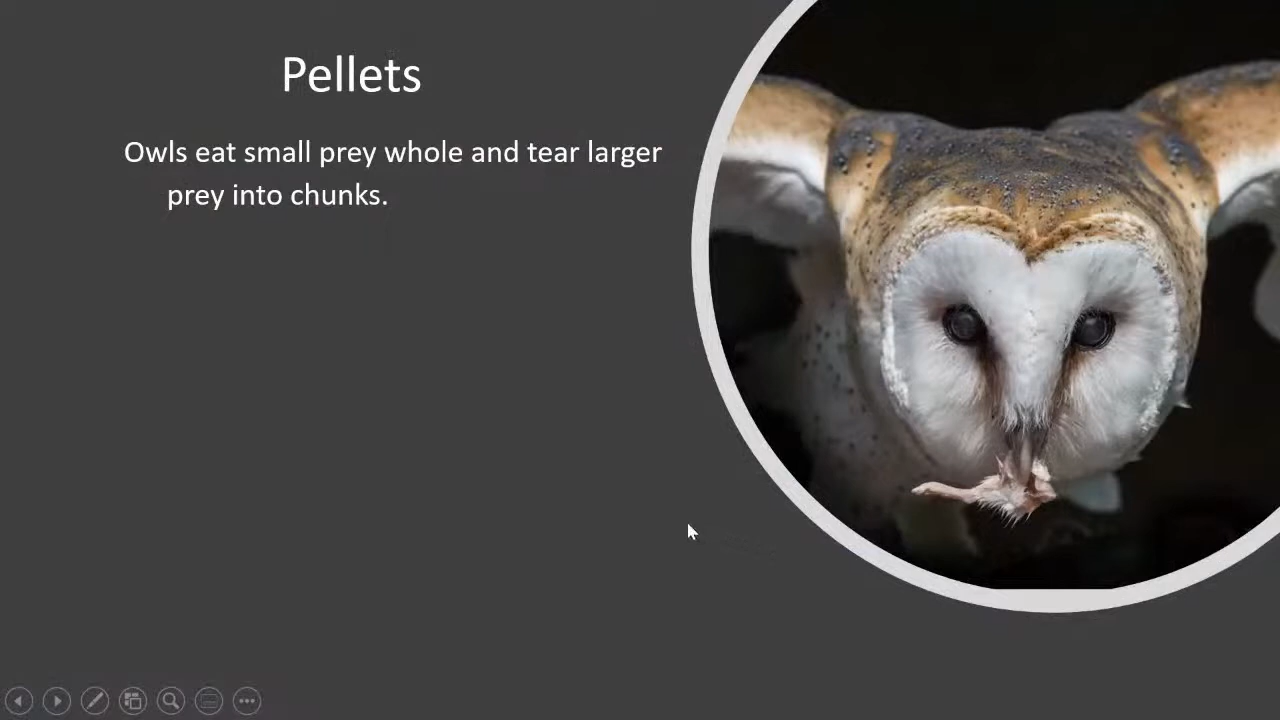 Pellets
Owls eat small prey whole and tear larger
prey into chunks.